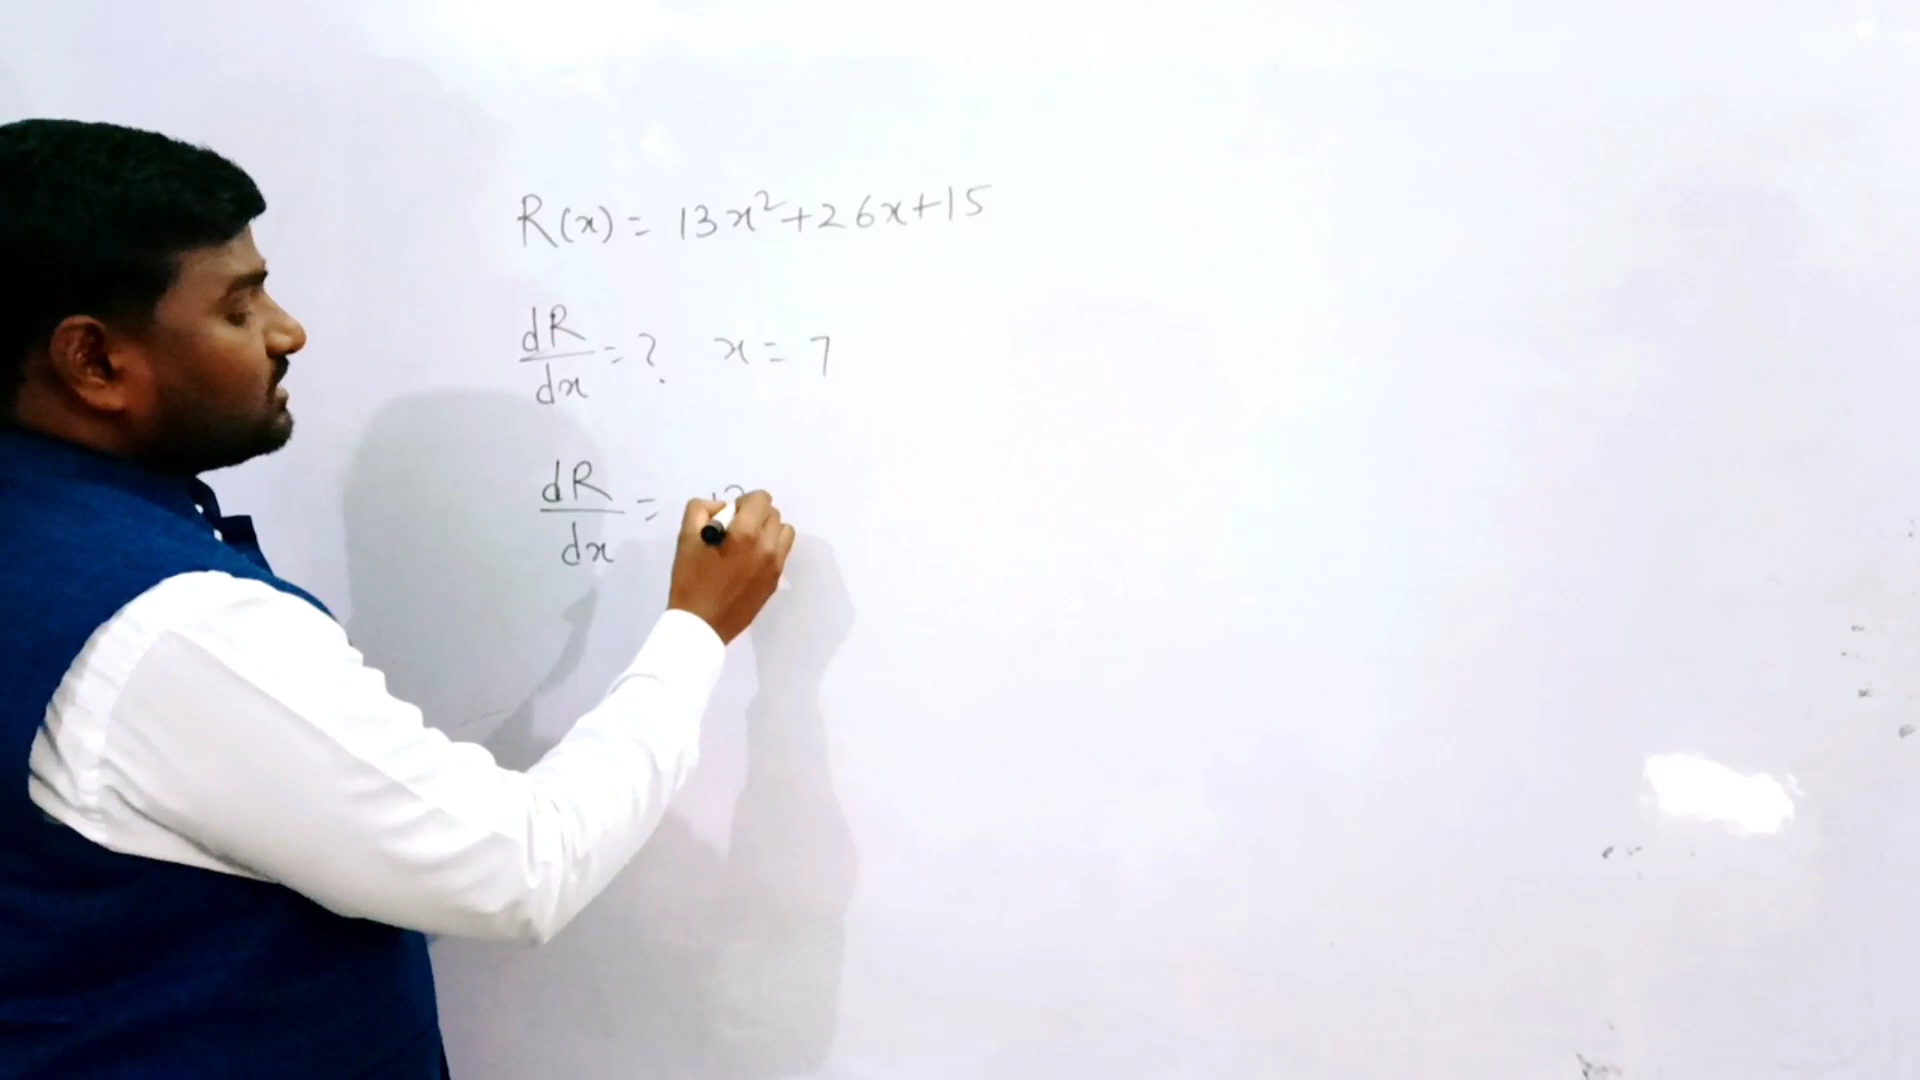 R(x) = 13x²+26x+15
dR/dx = ? x = 7
dR/dx =